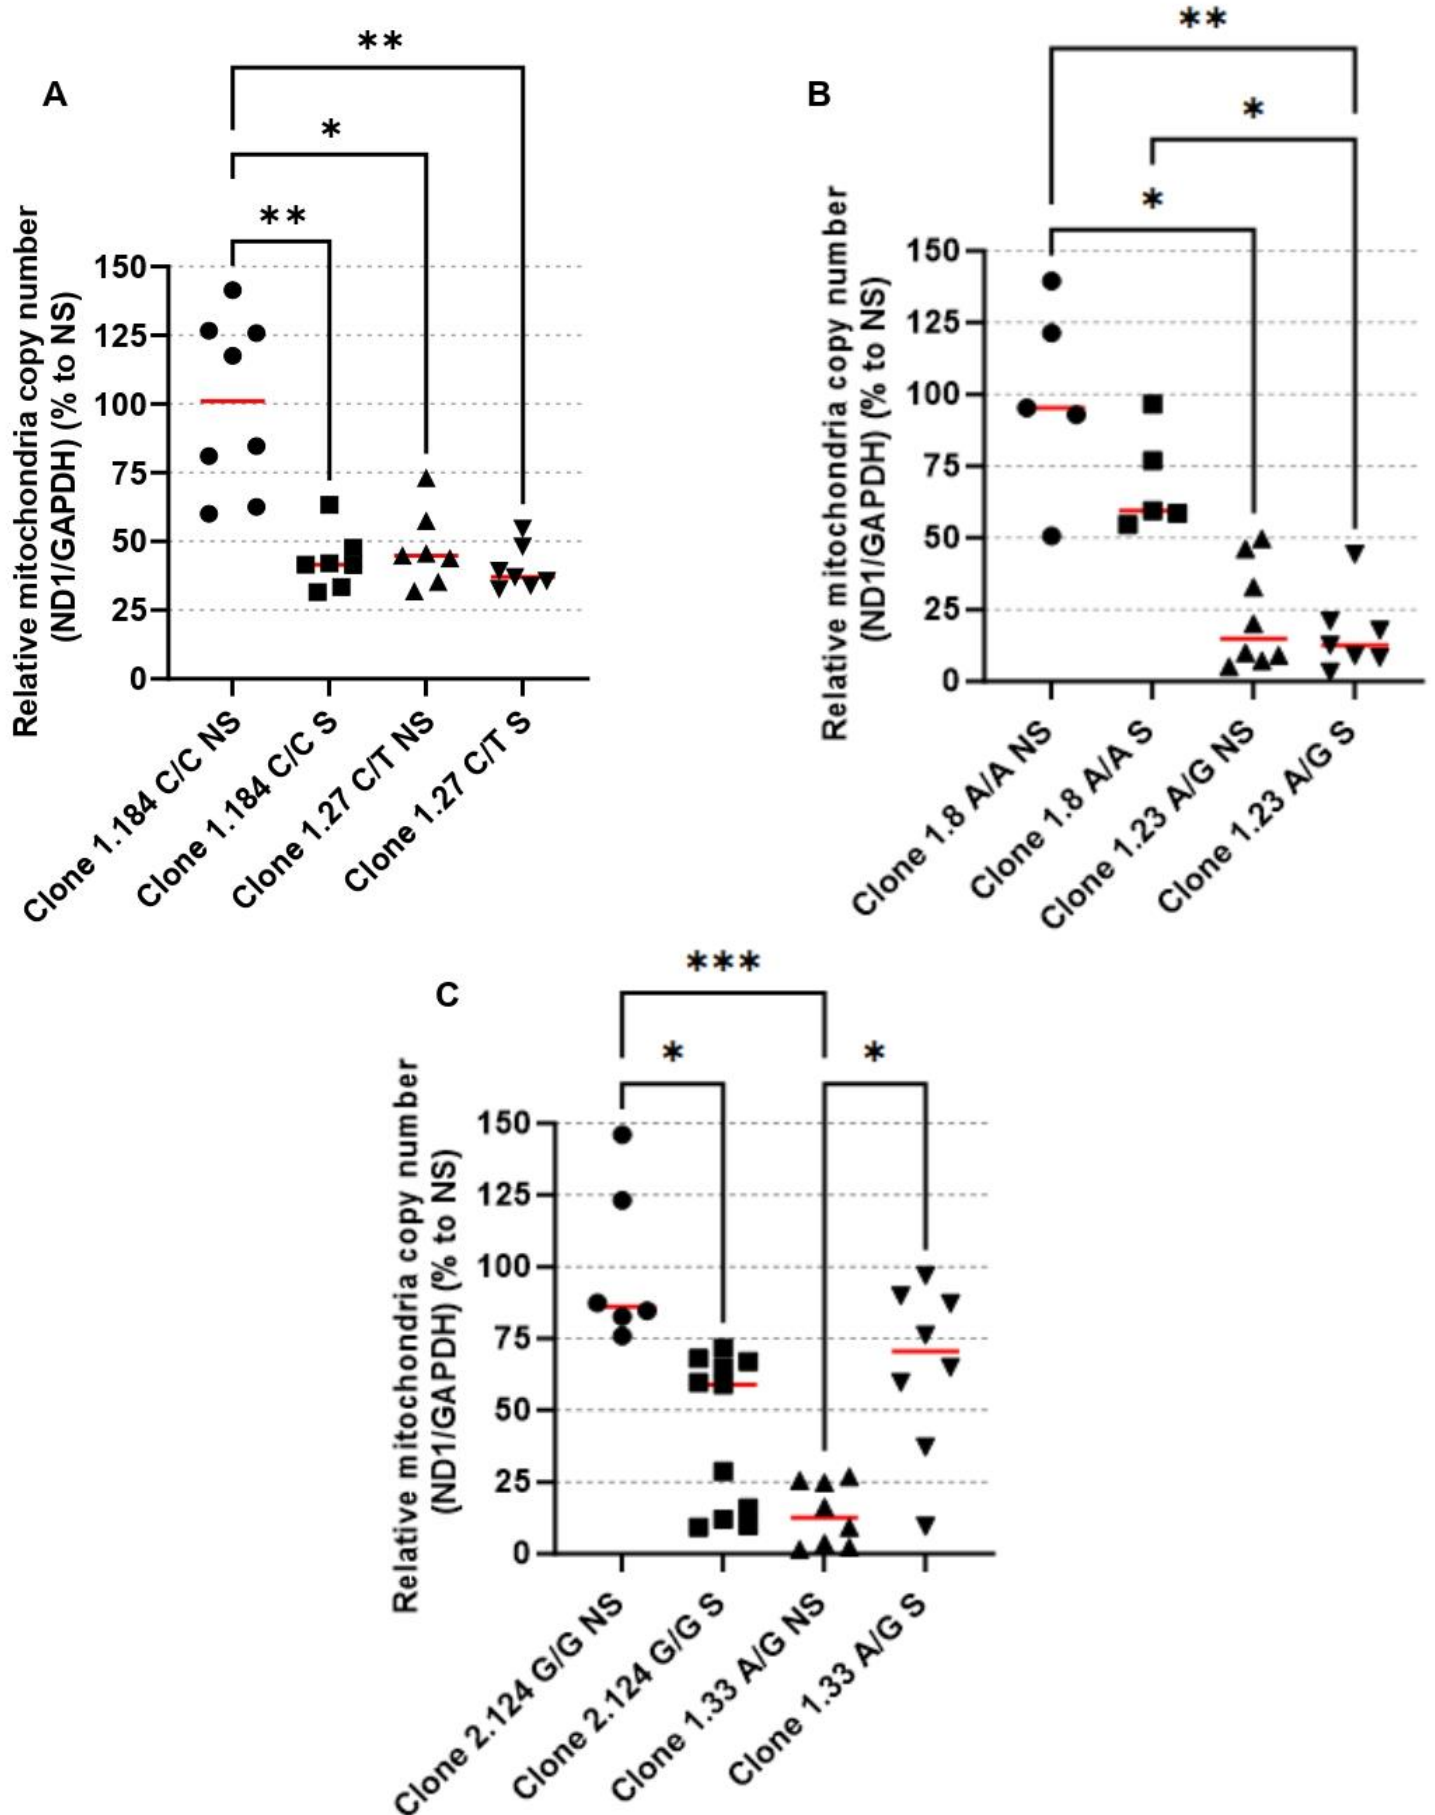 A
**
*
**
Relative mitochondria copy number
(ND1/GAPDH) (% to NS)
150
125
100
75
50
25
0
Clone 1.184 C/C NS
Clone 1.184 C/C S
Clone 1.27 C/T NS
Clone 1.27 C/T S
B
**
*
*
Relative mitochondria copy number
(ND1/GAPDH) (% to NS)
150
125
100
75
50
25
0
Clone 1.8 A/A NS
Clone 1.8 A/A S
Clone 1.23 A/G NS
Clone 1.23 A/G S
C
***
*
*
Relative mitochondria copy number
(ND1/GAPDH) (% to NS)
150
125
100
75
50
25
0
Clone 2.124 G/G NS
Clone 2.124 G/G S
Clone 1.33 A/G NS
Clone 1.33 A/G S